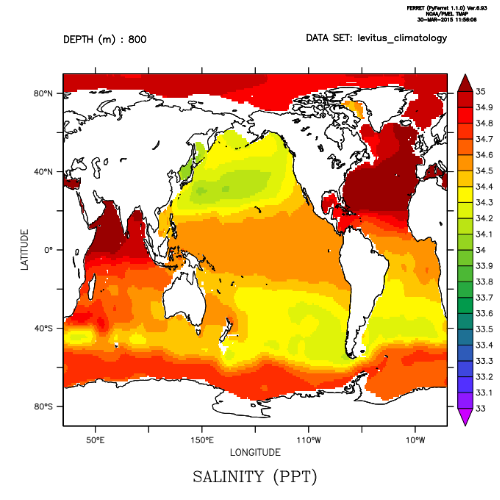 FERRET (PyFerret 1.1.0) Ver.6.93
NOAA/PMEL TMAP
30-MAR-2015 11:56:06
DEPTH (m) : 800
DATA SET: levitus_climatology
80°N
40°N
0°
40°S
80°S
LATITUDE
50°E
150°E
110°W
10°W
LONGITUDE
35
34.9
34.8
34.7
34.6
34.5
34.4
34.3
34.2
34.1
34
33.9
33.8
33.7
33.6
33.5
33.4
33.3
33.2
33.1
33
SALINITY (PPT)